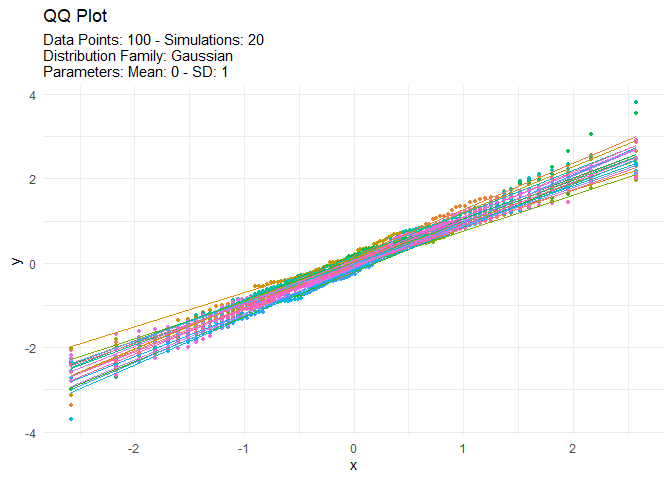 QQ Plot
Data Points: 100 - Simulations: 20
Distribution Family: Gaussian
Parameters: Mean: 0 - SD: 1
4
2
0
-2
-4
y
-2
-1
0
1
2
x